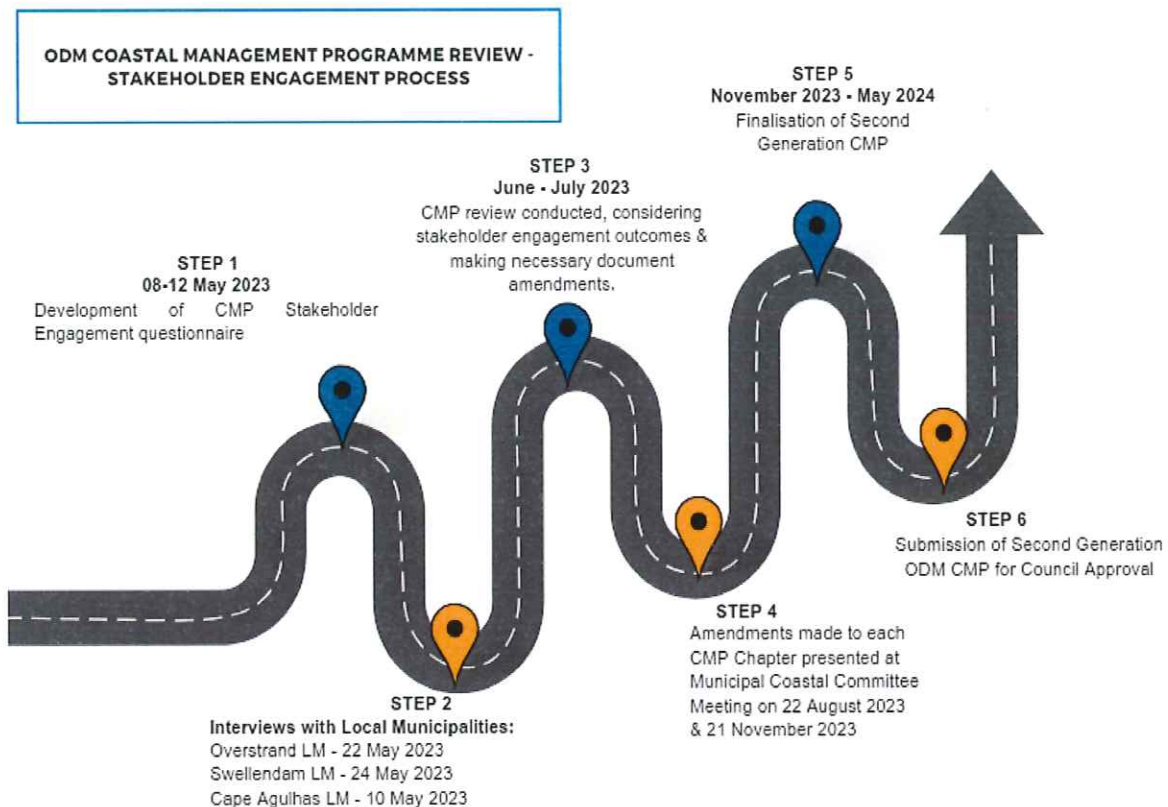 ODM COASTAL MANAGEMENT PROGRAMME REVIEW -
STAKEHOLDER ENGAGEMENT PROCESS
STEP 1
08-12 May 2023
Development of CMP Stakeholder
Engagement questionnaire
STEP 2
Interviews with Local Municipalities:
Overstrand LM - 22 May 2023
Swellendam LM - 24 May 2023
Cape Agulhas LM - 10 May 2023
STEP 3
June - July 2023
CMP review conducted, considering
stakeholder engagement outcomes &
making necessary document
amendments.
STEP 4
Amendments made to each
CMP Chapter presented at
Municipal Coastal Committee
Meeting on 22 August 2023
& 21 November 2023
STEP 5
November 2023 - May 2024
Finalisation of Second
Generation CMP
STEP 6
Submission of Second Generation
ODM CMP for Council Approval